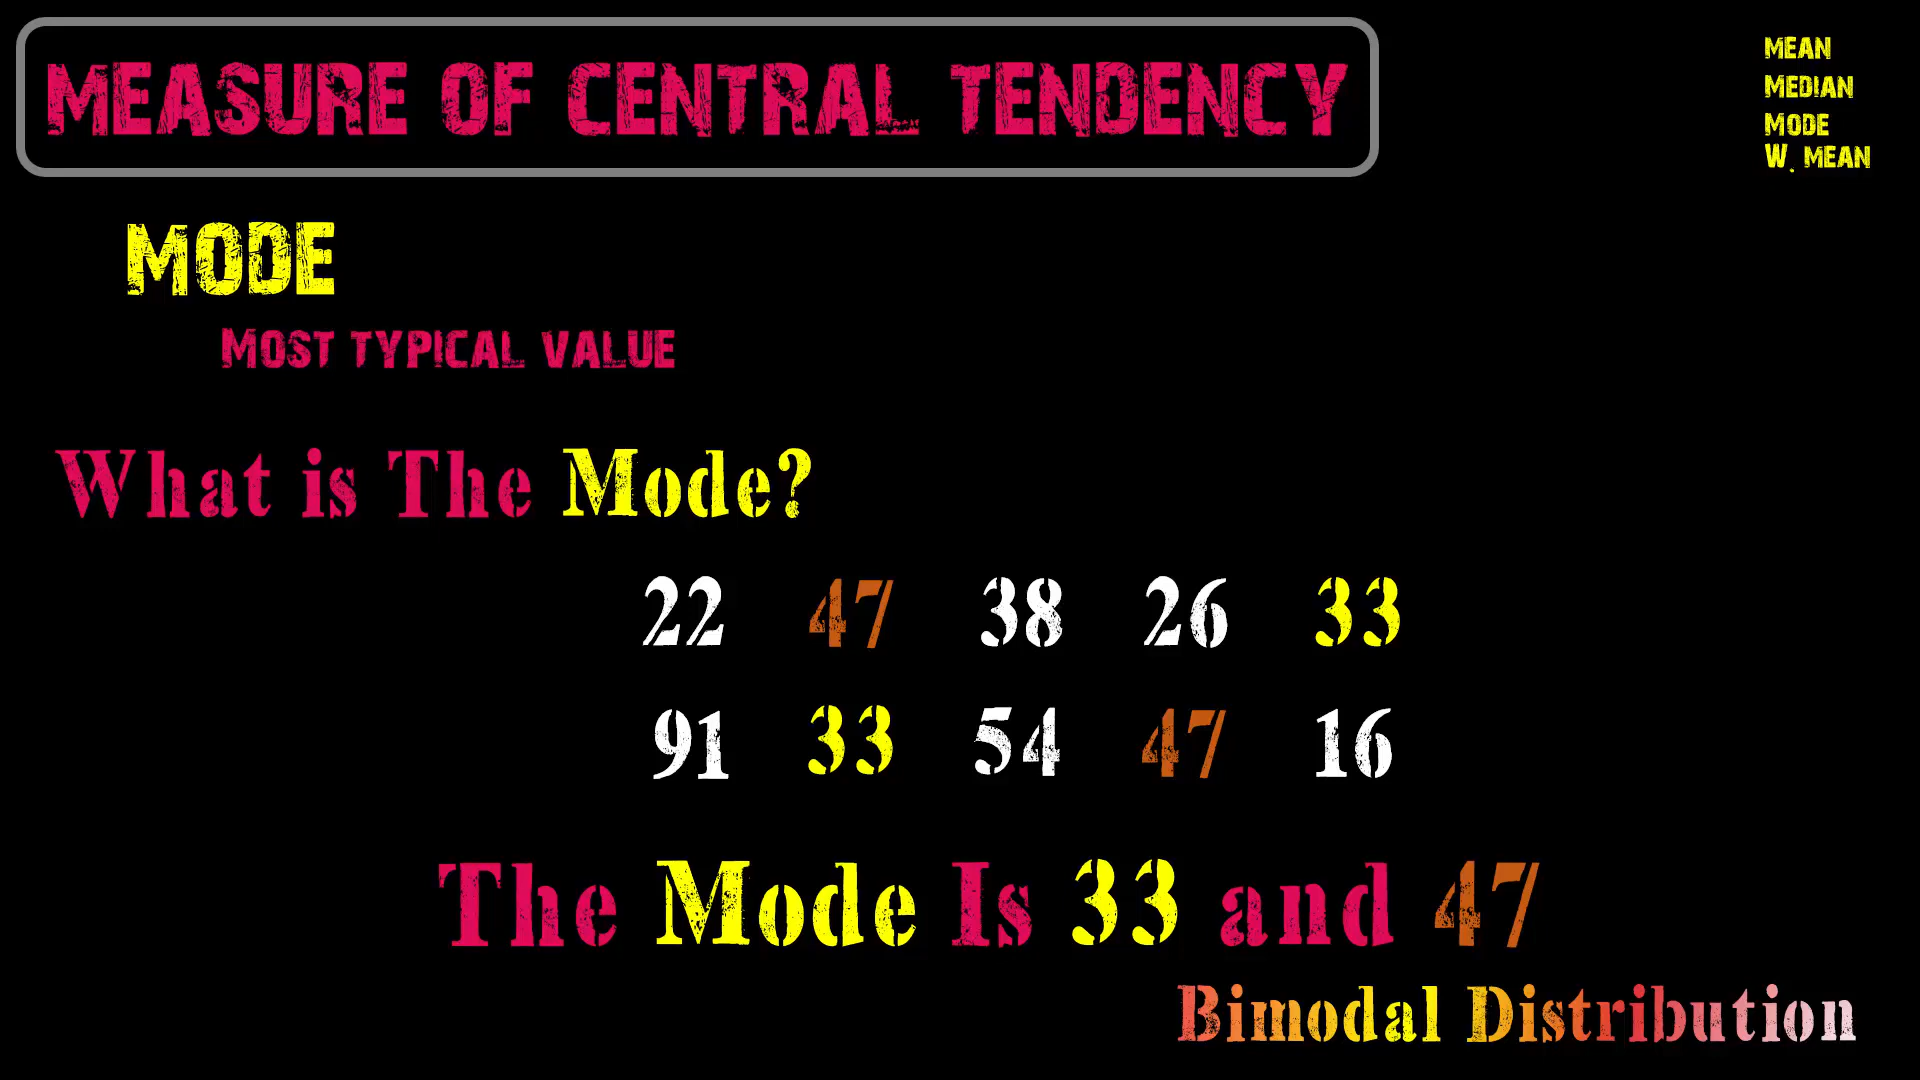 MEASURE OF CENTRAL TENDENCY
MEAN
MEDIAN
MODE
W. MEAN
MODE
MOST TYPICAL VALUE
What is The Mode?
22 47 38 26 33
91 33 54 47 16
The Mode Is 33 and 47
Bimodal Distribution